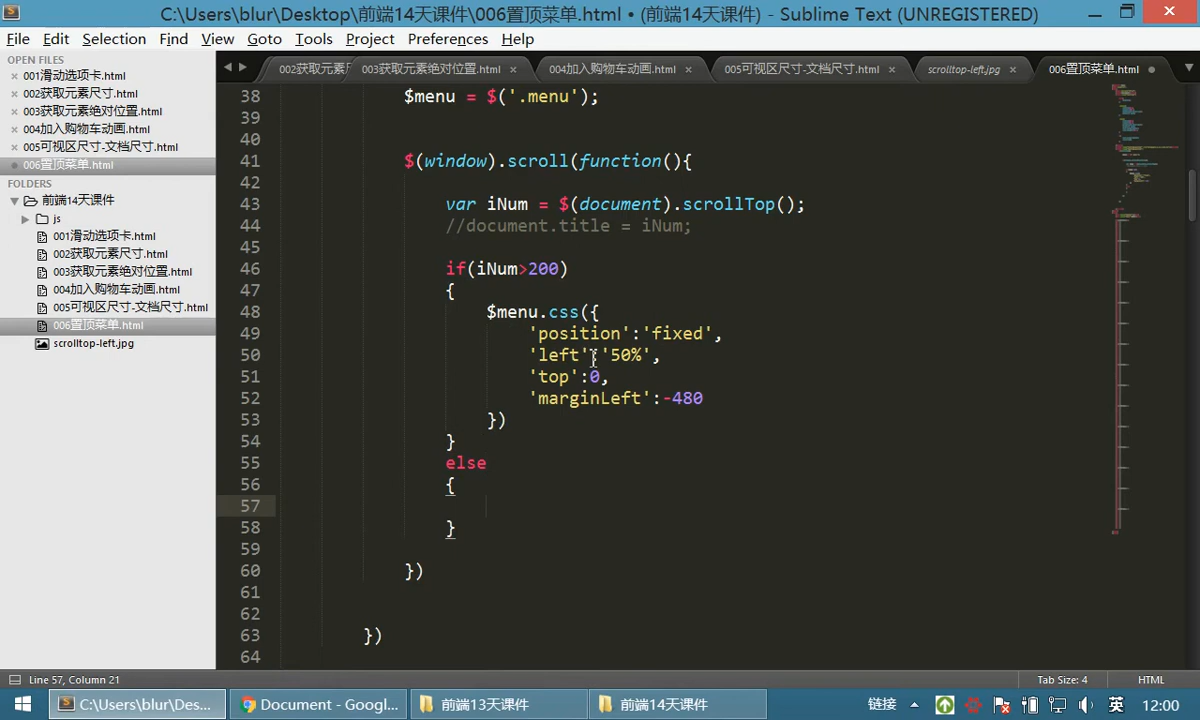 C:\Users\blur\Desktop\前端14天课件\006置顶菜单.html • (前端14天课件) - Sublime Text (UNREGISTERED)
File Edit Selection Find View Goto Tools Project Preferences Help
OPEN FILES
001滑动选项卡.html
002获取元素尺寸.html
003获取元素绝对位置.html
004加入购物车动画.html
005可视区尺寸-文档尺寸.html
006置顶菜单.html
FOLDERS
前端14天课件
js
001滑动选项卡.html
002获取元素尺寸.html
003获取元素绝对位置.html
004加入购物车动画.html
005可视区尺寸-文档尺寸.html
006置顶菜单.html
scrolltop-left.jpg
002获取元素 003获取元素绝对位置.html 004加入购物车动画.html 005可视区尺寸-文档尺寸.html scrolltop-left.jpg 006置顶菜单.html
38 $menu = $('.menu');
39
40
41 $(window).scroll(function(){
42
43 var iNum = $(document).scrollTop();
44 //document.title = iNum;
45
46 if(iNum>200)
47 {
48 $menu.css({
49 'position':'fixed',
50 'left':'50%',
51 'top':0,
52 'marginLeft':-480
53 })
54 }
55 else
56 {
57
58 }
59
60 })
61
62
63 })
64
Line 57, Column 21 Tab Size: 4 HTML
C:\Users\blur\Des... Document - Googl... 前端13天课件 前端14天课件 链接 英 12:00